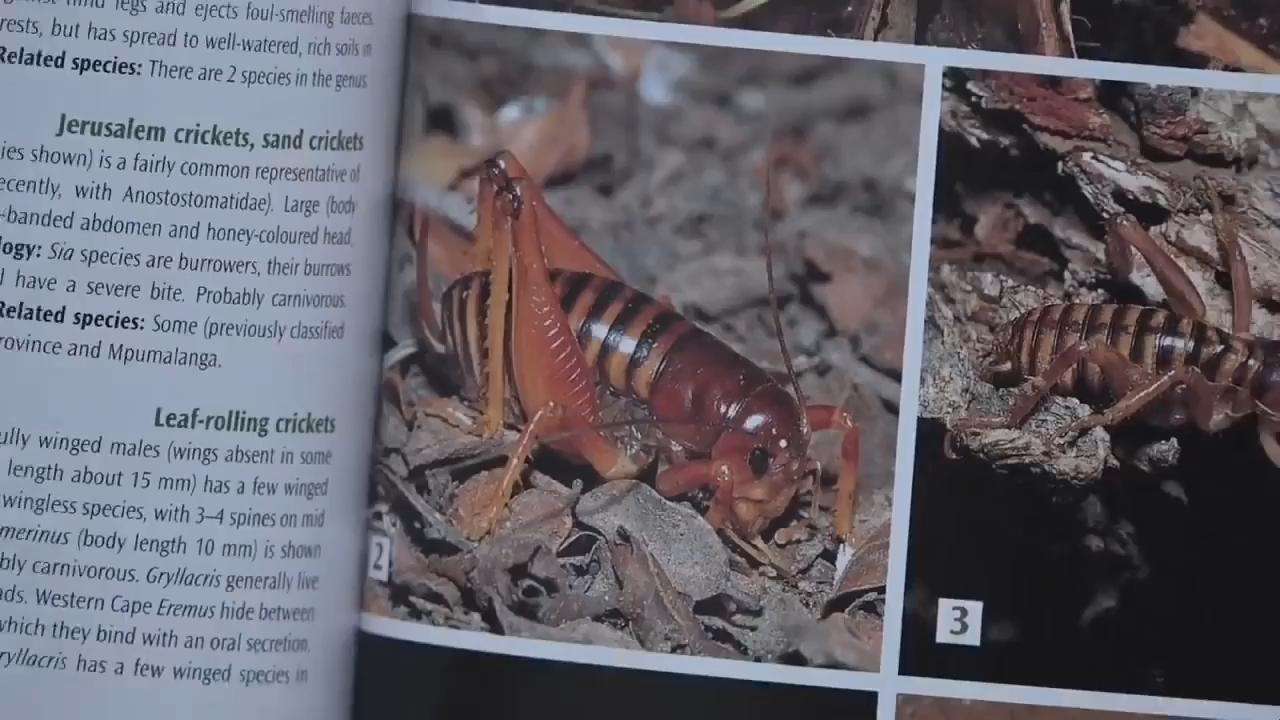 legs and ejects foul-smelling faeces
rests, but has spread to well-watered, rich soils in
Related species: There are 2 species in the genus
Jerusalem crickets, sand crickets
ies shown) is a fairly common representative of
ecently, with Anostostomatidae). Large (body
-banded abdomen and honey-coloured head.
logy: Sia species are burrowers, their burrows
l have a severe bite. Probably carnivorous.
Related species: Some (previously classified
rovince and Mpumalanga.
Leaf-rolling crickets
ully winged males (wings absent in some
length about 15 mm) has a few winged
wingless species, with 3–4 spines on mid
merinus (body length 10 mm) is shown
bly carnivorous. Gryllacris generally live
ads. Western Cape Eremus hide between
which they bind with an oral secretion.
ryllacris has a few winged species in
2
3